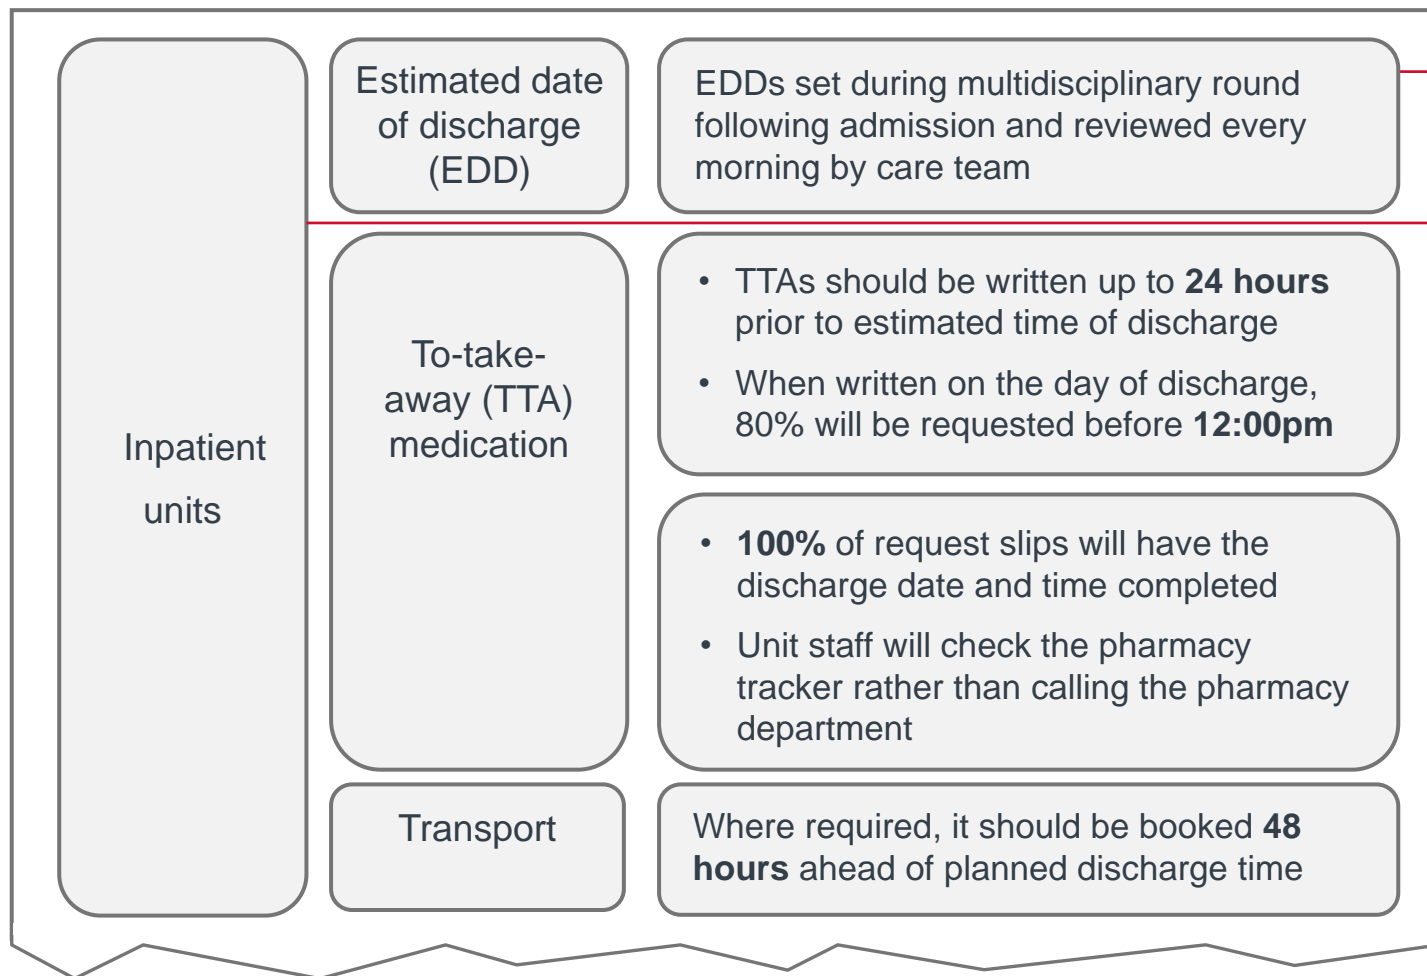 Inpatient
units
Estimated date
of discharge
(EDD)
EDDs set during multidisciplinary round
following admission and reviewed every
morning by care team
To-take-
away (TTA)
medication
• TTAs should be written up to 24 hours
prior to estimated time of discharge
• When written on the day of discharge,
80% will be requested before 12:00pm
• 100% of request slips will have the
discharge date and time completed
• Unit staff will check the pharmacy
tracker rather than calling the pharmacy
department
Transport
Where required, it should be booked 48
hours ahead of planned discharge time